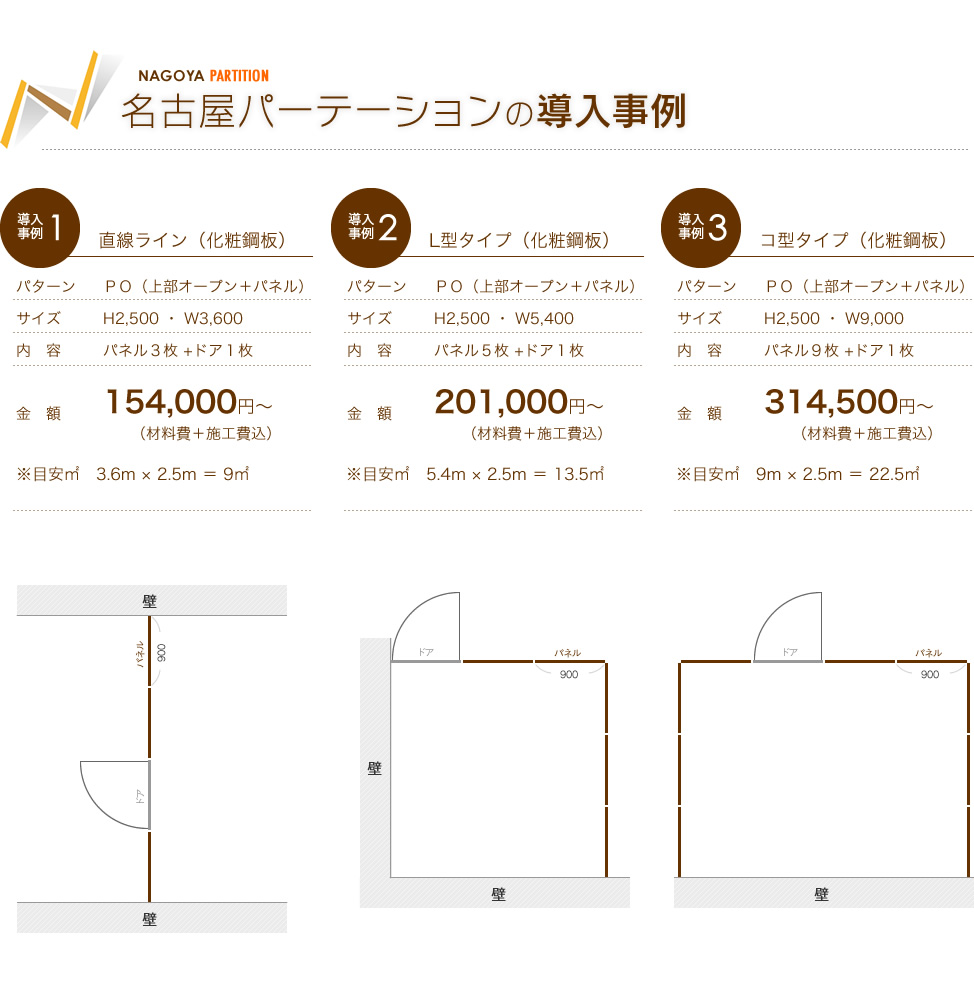 NAGOYA PARTITION
名古屋パーテーションの導入事例
導入事例 1
直線ライン（化粧鋼板）
パターン ＰＯ（上部オープン＋パネル）
サイズ H2,500 ・ W3,600
内　容 パネル３枚 +ドア１枚
金　額 154,000円～
（材料費＋施工費込）
※目安㎡ 3.6m × 2.5m ＝ 9㎡
導入事例 2
L型タイプ（化粧鋼板）
パターン ＰＯ（上部オープン＋パネル）
サイズ H2,500 ・ W5,400
内　容 パネル５枚 +ドア１枚
金　額 201,000円～
（材料費＋施工費込）
※目安㎡ 5.4m × 2.5m ＝ 13.5㎡
導入事例 3
コ型タイプ（化粧鋼板）
パターン ＰＯ（上部オープン＋パネル）
サイズ H2,500 ・ W9,000
内　容 パネル９枚 +ドア１枚
金　額 314,500円～
（材料費＋施工費込）
※目安㎡ 9m × 2.5m ＝ 22.5㎡
壁
パネル
900
ドア
壁
ドア
パネル
900
壁
壁
ドア
パネル
900
壁